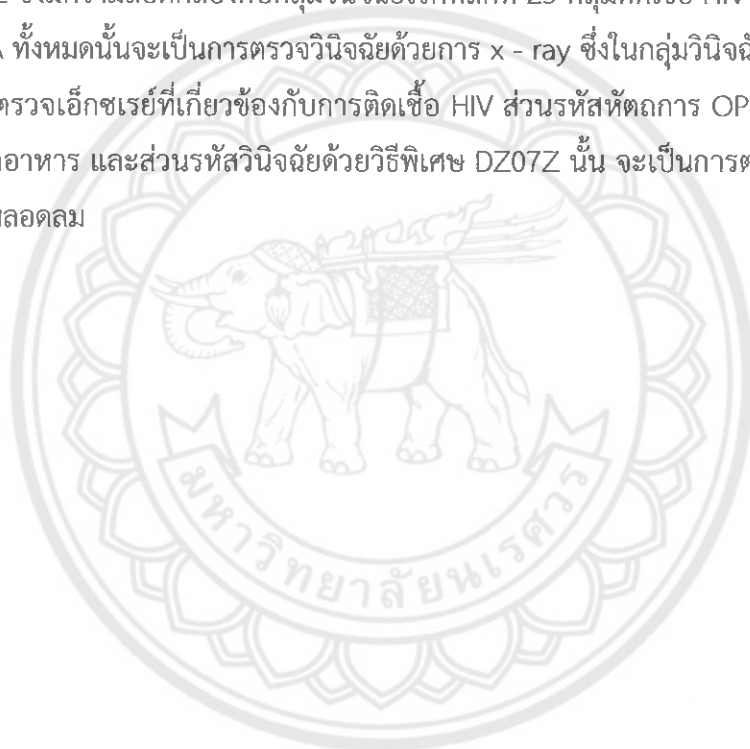 ทั้งหมดนั้นจะเป็นการตรวจวินิจฉัยด้วยการ x - ray ซึ่งในกลุ่มวินิจฉั
ตรวจเอ็กซเรย์ที่เกี่ยวข้องกับการติดเชื้อ HIV ส่วนรหัสหัตถการ OP
อาหาร และส่วนรหัสวินิจฉัยด้วยวิธีพิเศษ DZ07Z นั้น จะเป็นการต
หลอดลม
มหาวิทยาลัยนเรศวร